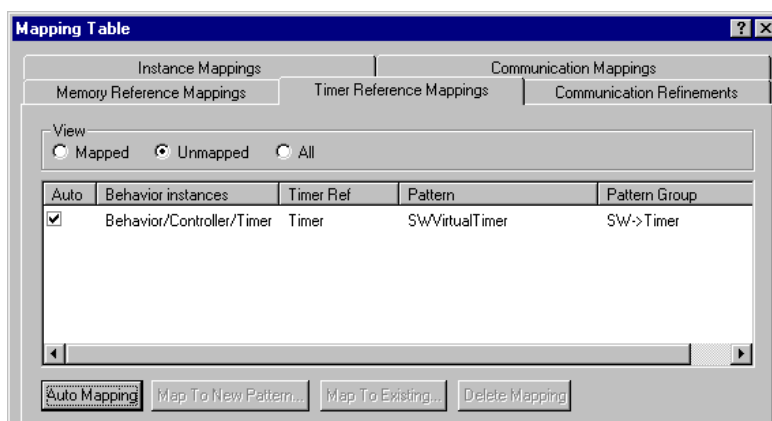 Mapping Table
Instance Mappings Communication Mappings
Memory Reference Mappings Timer Reference Mappings Communication Refinements
View
Mapped Unmapped All
Auto Behavior instances Timer Ref Pattern Pattern Group
Behavior/Controller/Timer Timer SWVirtualTimer SW->Timer
Auto Mapping Map To New Pattern... Map To Existing... Delete Mapping